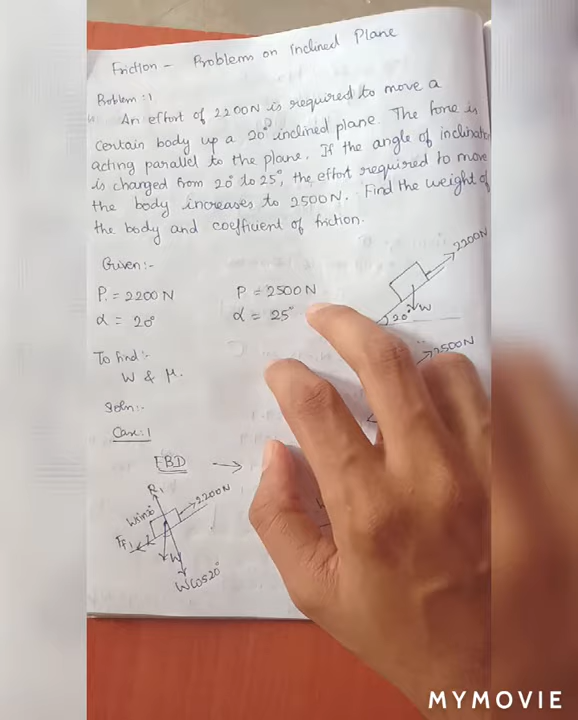 Friction - Problems on Inclined Plane
Problem :1
An effort of 2200N is required to move a
certain body up a 20° inclined plane. The force is
acting parallel to the plane. If the angle of inclinatio
is changed from 20° to 25°, the effort required to move
the body increases to 2500N. Find the weight of
the body and coefficient of friction.
Given:-
P = 2200 N P = 2500 N
α = 20° α = 25°
2200N
20°
W
2500N
To find:-
W & μ.
Soln:-
Case:1
FBD
R1
2200N
Wsin20°
Ff1
W
Wcos20°
MYMOVIE